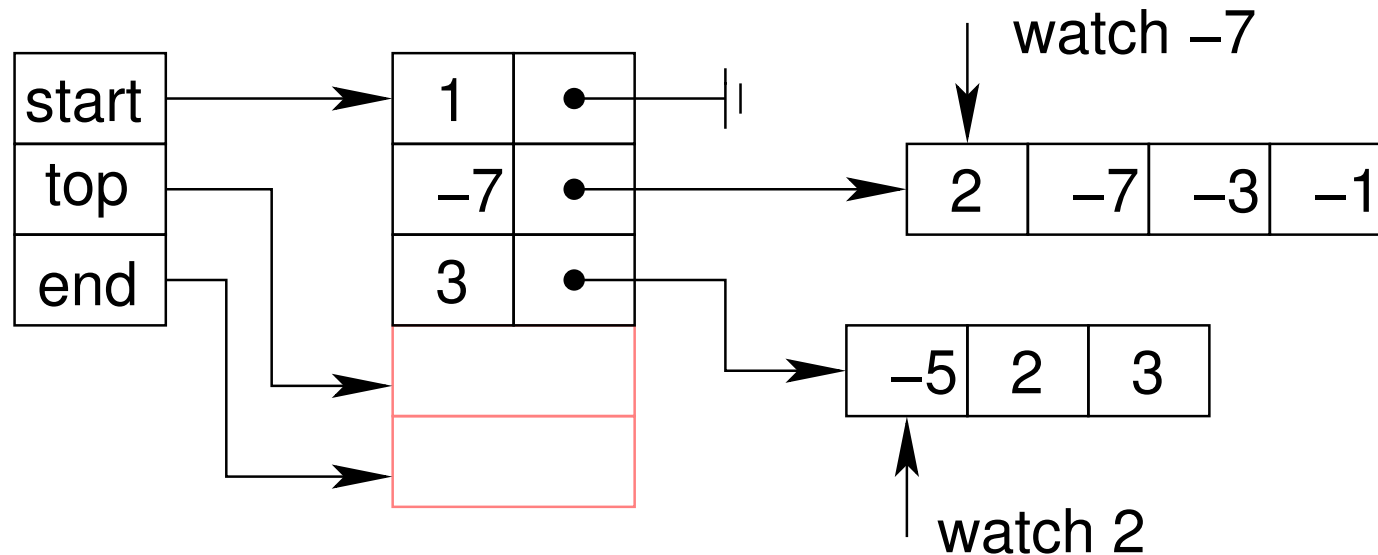 watch −7
start
1
top
−7
2 −7 −3 −1
end
3
−5 2 3
watch 2